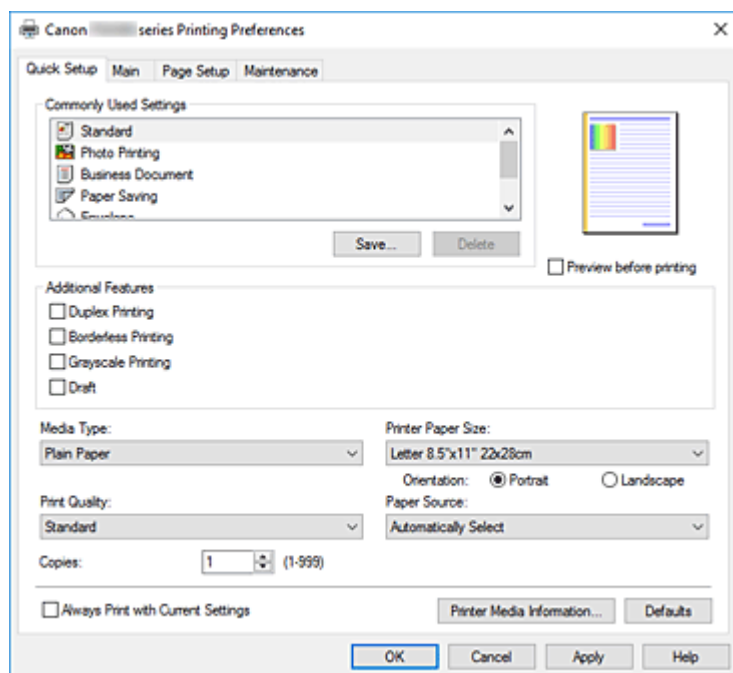 Canon series Printing Preferences
Quick Setup Main Page Setup Maintenance
Commonly Used Settings
Standard
Photo Printing
Business Document
Paper Saving
Envelope
Save... Delete
Preview before printing
Additional Features
Duplex Printing
Borderless Printing
Grayscale Printing
Draft
Media Type: Printer Paper Size:
Plain Paper Letter 8.5"x11" 22x28cm
Orientation: Portrait Landscape
Print Quality: Paper Source:
Standard Automatically Select
Copies: 1 (1-999)
Always Print with Current Settings Printer Media Information... Defaults
OK Cancel Apply Help